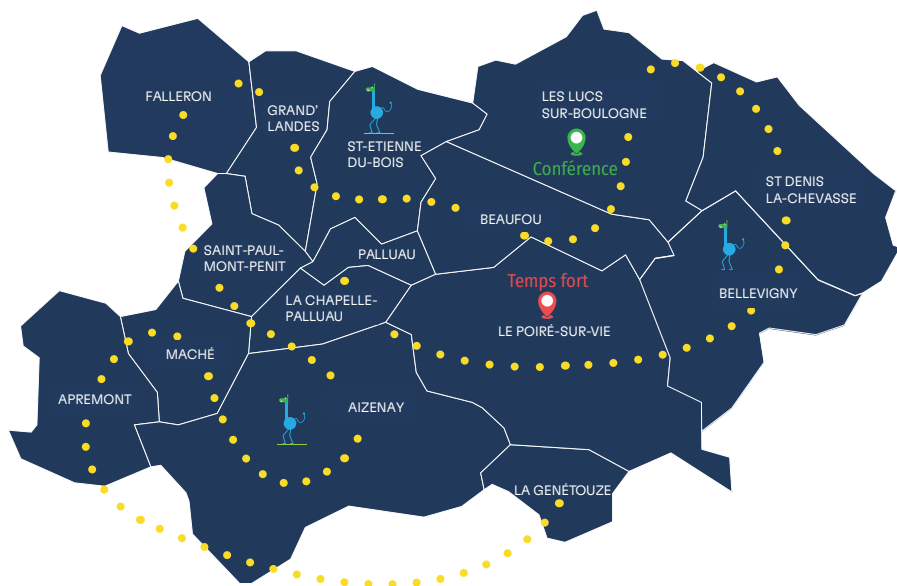 FALLERON
GRAND'
LANDES
ST-ETIENNE
DU-BOIS
LES LUCS
SUR-BOULOGNE
Conférence
ST DENIS
LA-CHEVASSE
BEAUFOU
SAINT-PAUL-
MONT-PENIT
PALLUAU
LA CHAPELLE-
PALLUAU
Temps fort
LE POIRÉ-SUR-VIE
BELLEVIGNY
MACHÉ
APREMONT
AIZENAY
LA GENÉTOUZE